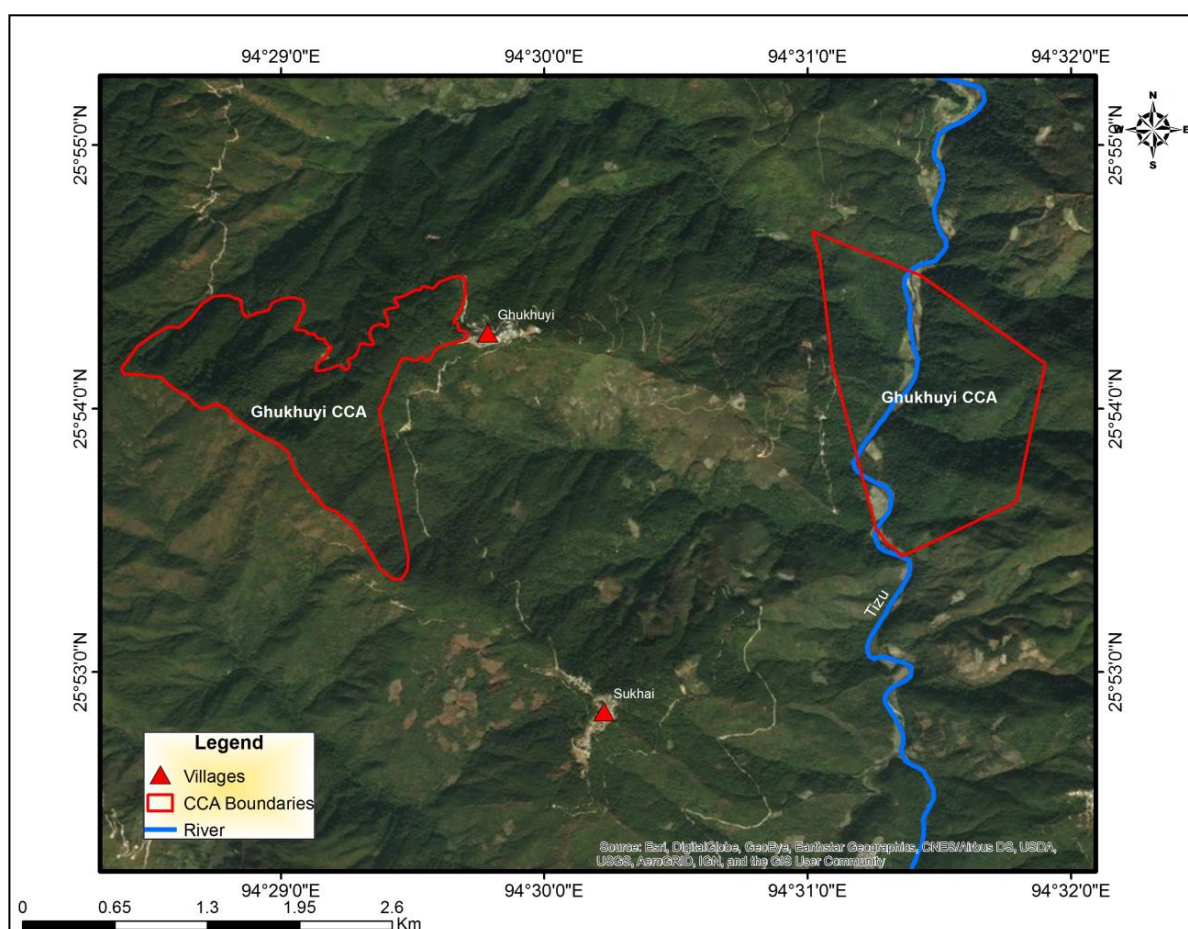 94°29'0"E 94°30'0"E 94°31'0"E 94°32'0"E
N
W E
S
25°55'0"N 25°55'0"N
Ghukhuyi
25°54'0"N 25°54'0"N
Ghukhuyi CCA Ghukhuyi CCA
Tizu
25°53'0"N 25°53'0"N
Sukhai
Legend
Villages
CCA Boundaries
River
Source: Esri, DigitalGlobe, GeoEye, Earthstar Geographics, CNES/Airbus DS, USDA,
USGS, AeroGRID, IGN, and the GIS User Community
94°29'0"E 94°30'0"E 94°31'0"E 94°32'0"E
0 0.65 1.3 1.95 2.6
Km